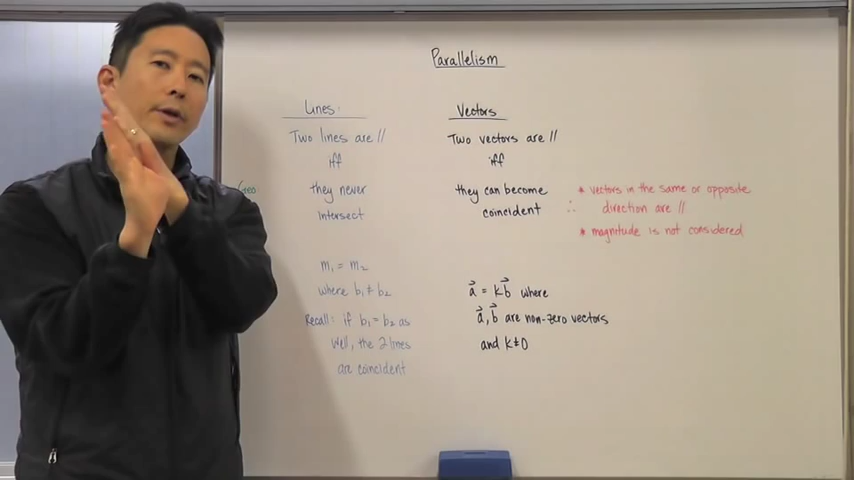 Parallelism
Lines:
Two lines are //
iff
they never
intersect
m₁ = m₂
where b₁ ≠ b₂
Recall: if b₁ = b₂ as
well, the 2 lines
are coincident
Geo
Vectors
Two vectors are //
iff
they can become
coincident
a⃗ = k b⃗ where
a⃗, b⃗ are non-zero vectors
and k ≠ 0
* vectors in the same or opposite
∴ direction are //
* magnitude is not considered